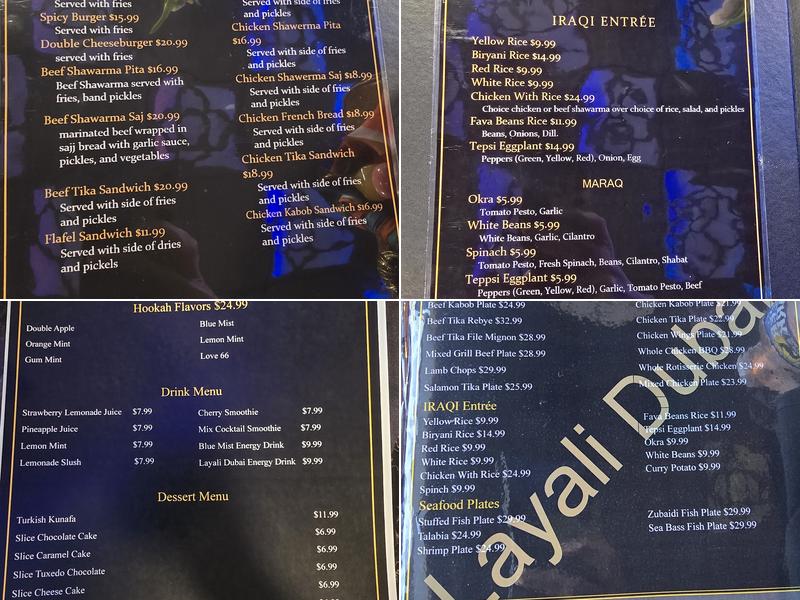 Served with fries
Spicy Burger $15.99
Served with fries
Double Cheeseburger $20.99
served with fries
Beef Shawarma Pita $16.99
Beef Shawarma served with
fries, band pickles
Beef Shawarma Saj $20.99
marinated beef wrapped in
sajj bread with garlic sauce,
pickles, and vegetables
Beef Tika Sandwich $20.99
Served with side of fries
and pickles
Flafel Sandwich $11.99
Served with side of dries
and pickels
Served with side of fries
and pickles
Chicken Shawerma Pita
$16.99
Served with side of fries
and pickles
Chicken Shawerma Saj $18.99
Served with side of fries
and pickles
Chicken French Bread $18.99
Served with side of fries
and pickles
Chicken Tika Sandwich
$18.99
Served with side of fries
and pickles
Chicken Kabob Sandwich $16.99
Served with side of fries
and pickles
IRAQI ENTRÉE
Yellow Rice $9.99
Biryani Rice $14.99
Red Rice $9.99
White Rice $9.99
Chicken With Rice $24.99
Choice chicken or beef shawarma over choice of rice, salad, and pickles
Fava Beans Rice $11.99
Beans, Onions, Dill.
Tepsi Eggplant $14.99
Peppers (Green, Yellow, Red), Onion, Egg
MARAQ
Okra $5.99
Tomato Pesto, Garlic
White Beans $5.99
White Beans, Garlic, Cilantro
Spinach $5.99
Tomato Pesto, Fresh Spinach, Beans, Cilantro, Shabat
Teppsi Eggplant $5.99
Peppers (Green, Yellow, Red), Garlic, Tomato Pesto, Beef
Hookah Flavors $24.99
Double Apple
Orange Mint
Gum Mint
Blue Mist
Lemon Mint
Love 66
Drink Menu
Strawberry Lemonade Juice $7.99
Pineapple Juice $7.99
Lemon Mint $7.99
Lemonade Slush $7.99
Cherry Smoothie $7.99
Mix Cocktail Smoothie $7.99
Blue Mist Energy Drink $9.99
Layali Dubai Energy Drink $9.99
Dessert Menu
Turkish Kunafa $11.99
Slice Chocolate Cake $6.99
Slice Caramel Cake $6.99
Slice Tuxedo Chocolate $6.99
Slice Cheese Cake $6.99
Beef Kabob Plate $24.99
Beef Tika Rebye $32.99
Beef Tika File Mignon $28.99
Mixed Grill Beef Plate $28.99
Lamb Chops $29.99
Salamon Tika Plate $25.99
Chicken Kabob Plate $21.99
Chicken Tika Plate $22.99
Chicken Wings Plate $21.99
Whole Chicken BBQ $28.99
Whole Rotisserie Chicken $24.99
Mixed Chicken Plate $23.99
IRAQI Entrée
Yellow Rice $9.99
Biryani Rice $14.99
Red Rice $9.99
White Rice $9.99
Chicken With Rice $24.99
Spinch $9.99
Fava Beans Rice $11.99
Tepsi Eggplant $14.99
Okra $9.99
White Beans $9.99
Curry Potato $9.99
Seafood Plates
Stuffed Fish Plate $29.99
Talabia $24.99
Shrimp Plate $24.99
Zubaidi Fish Plate $29.99
Sea Bass Fish Plate $29.99
Layali Dubai